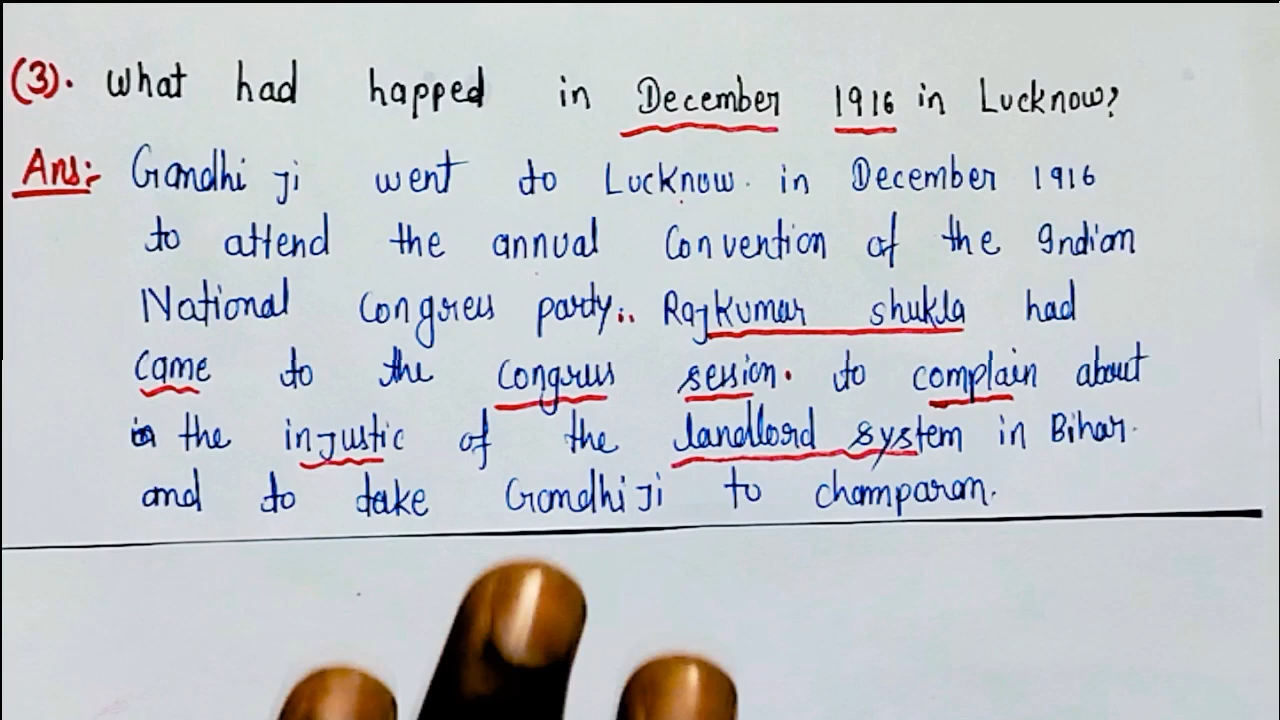 (3). What had happed in December 1916 in Lucknow?
Ans:- Gandhi ji went to Lucknow. in December 1916
to attend the annual Convention of the Indian
National Congress party.. Rajkumar shukla had
came to the congress session. to complain about
in the injustic of the landlord system in Bihar.
and to take Gandhi Ji to champaran.